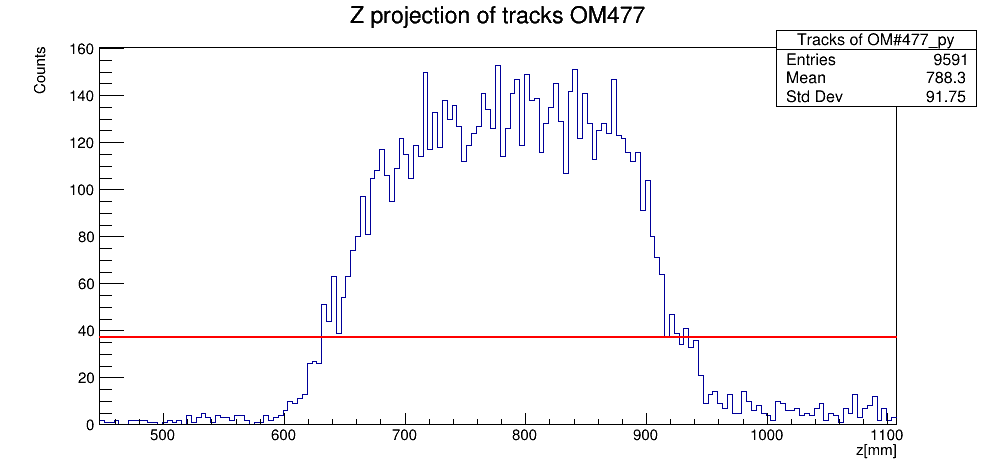 Z projection of tracks OM477
Tracks of OM#477_py
Entries 9591
Mean 788.3
Std Dev 91.75
Counts
160
140
120
100
80
60
40
20
0
500 600 700 800 900 1000 1100
z[mm]